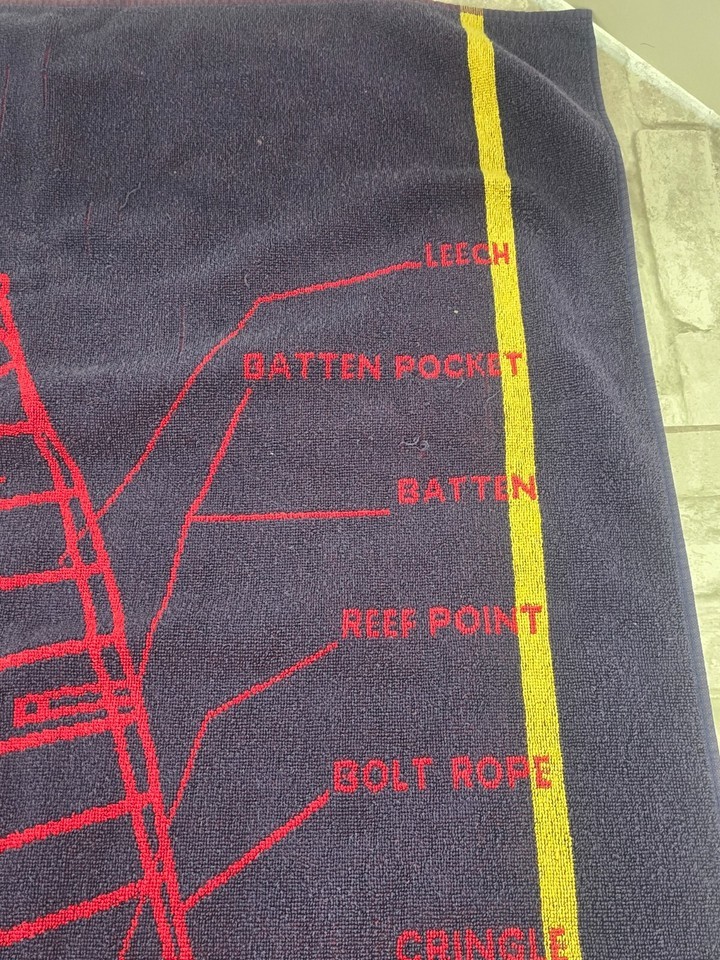 LEECH
BATTEN POCKET
BATTEN
REEF POINT
BOLT ROPE
CRINGLE